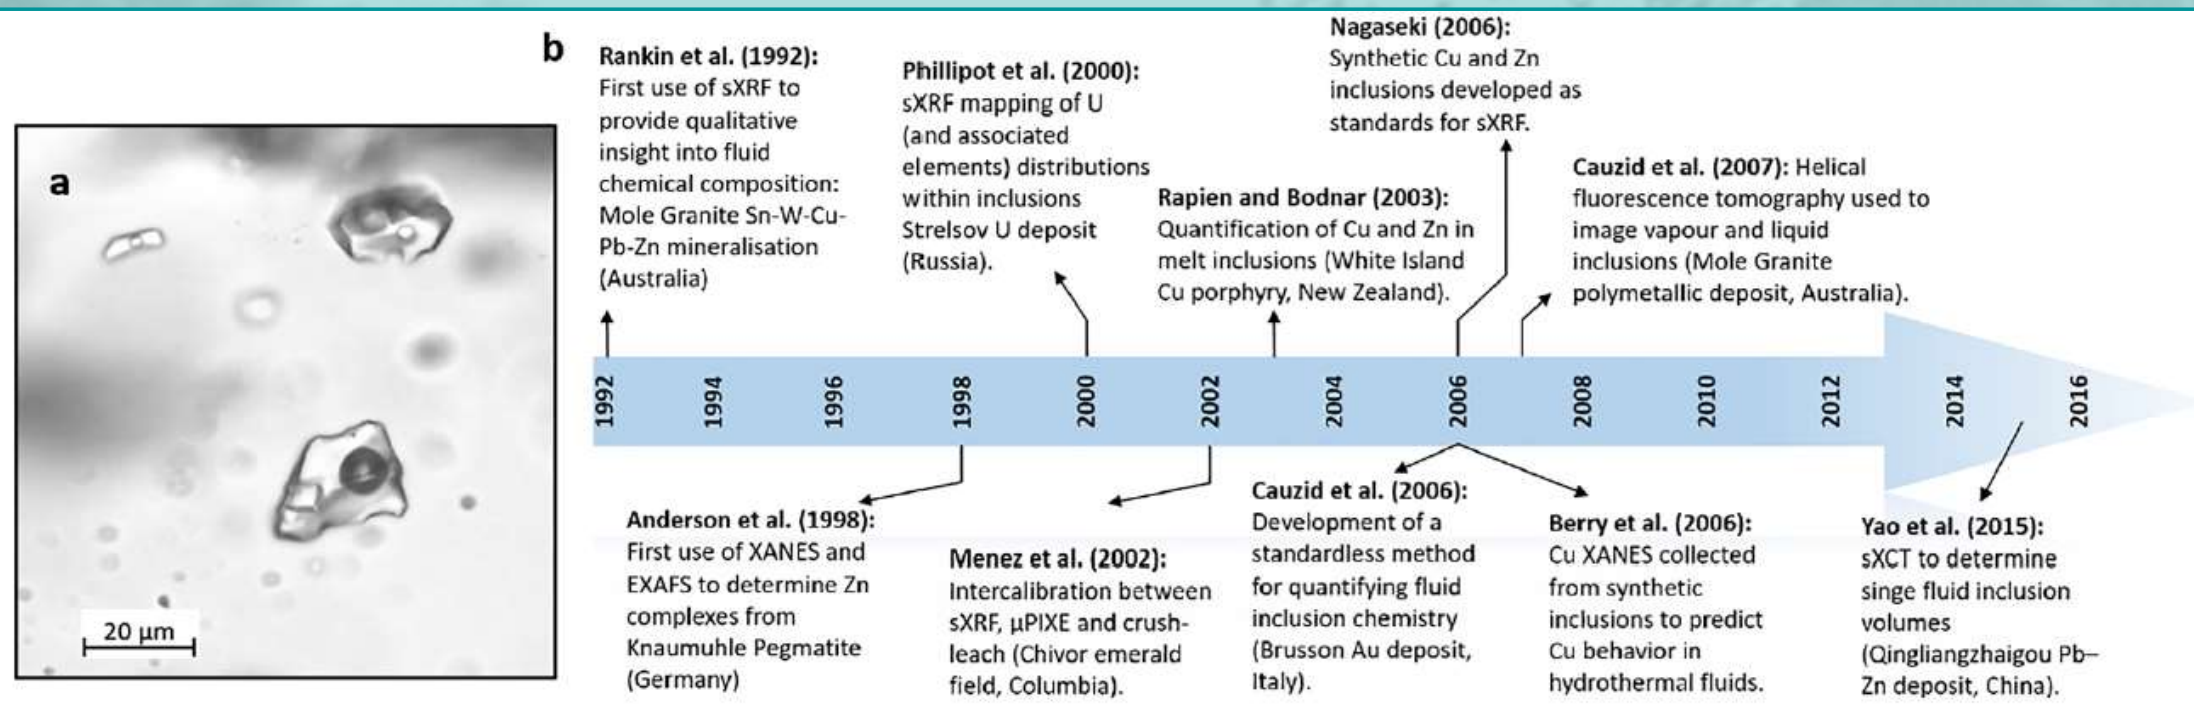 a
20 µm
b
Rankin et al. (1992):
First use of sXRF to
provide qualitative
insight into fluid
chemical composition:
Mole Granite Sn-W-Cu-
Pb-Zn mineralisation
(Australia)
Phillipot et al. (2000):
sXRF mapping of U
(and associated
elements) distributions
within inclusions
Strelsov U deposit
(Russia).
Rapien and Bodnar (2003):
Quantification of Cu and Zn in
melt inclusions (White Island
Cu porphyry, New Zealand).
Nagaseki (2006):
Synthetic Cu and Zn
inclusions developed as
standards for sXRF.
Cauzid et al. (2007): Helical
fluorescence tomography used to
image vapour and liquid
inclusions (Mole Granite
polymetallic deposit, Australia).
1992
1994
1996
1998
2000
2002
2004
2006
2008
2010
2012
2014
2016
Anderson et al. (1998):
First use of XANES and
EXAFS to determine Zn
complexes from
Knaumuhle Pegmatite
(Germany)
Menez et al. (2002):
Intercalibration between
sXRF, µPIXE and crush-
leach (Chivor emerald
field, Columbia).
Cauzid et al. (2006):
Development of a
standardless method
for quantifying fluid
inclusion chemistry
(Brusson Au deposit,
Italy).
Berry et al. (2006):
Cu XANES collected
from synthetic
inclusions to predict
Cu behavior in
hydrothermal fluids.
Yao et al. (2015):
sXCT to determine
singe fluid inclusion
volumes
(Qingliangzhaigou Pb–
Zn deposit, China).